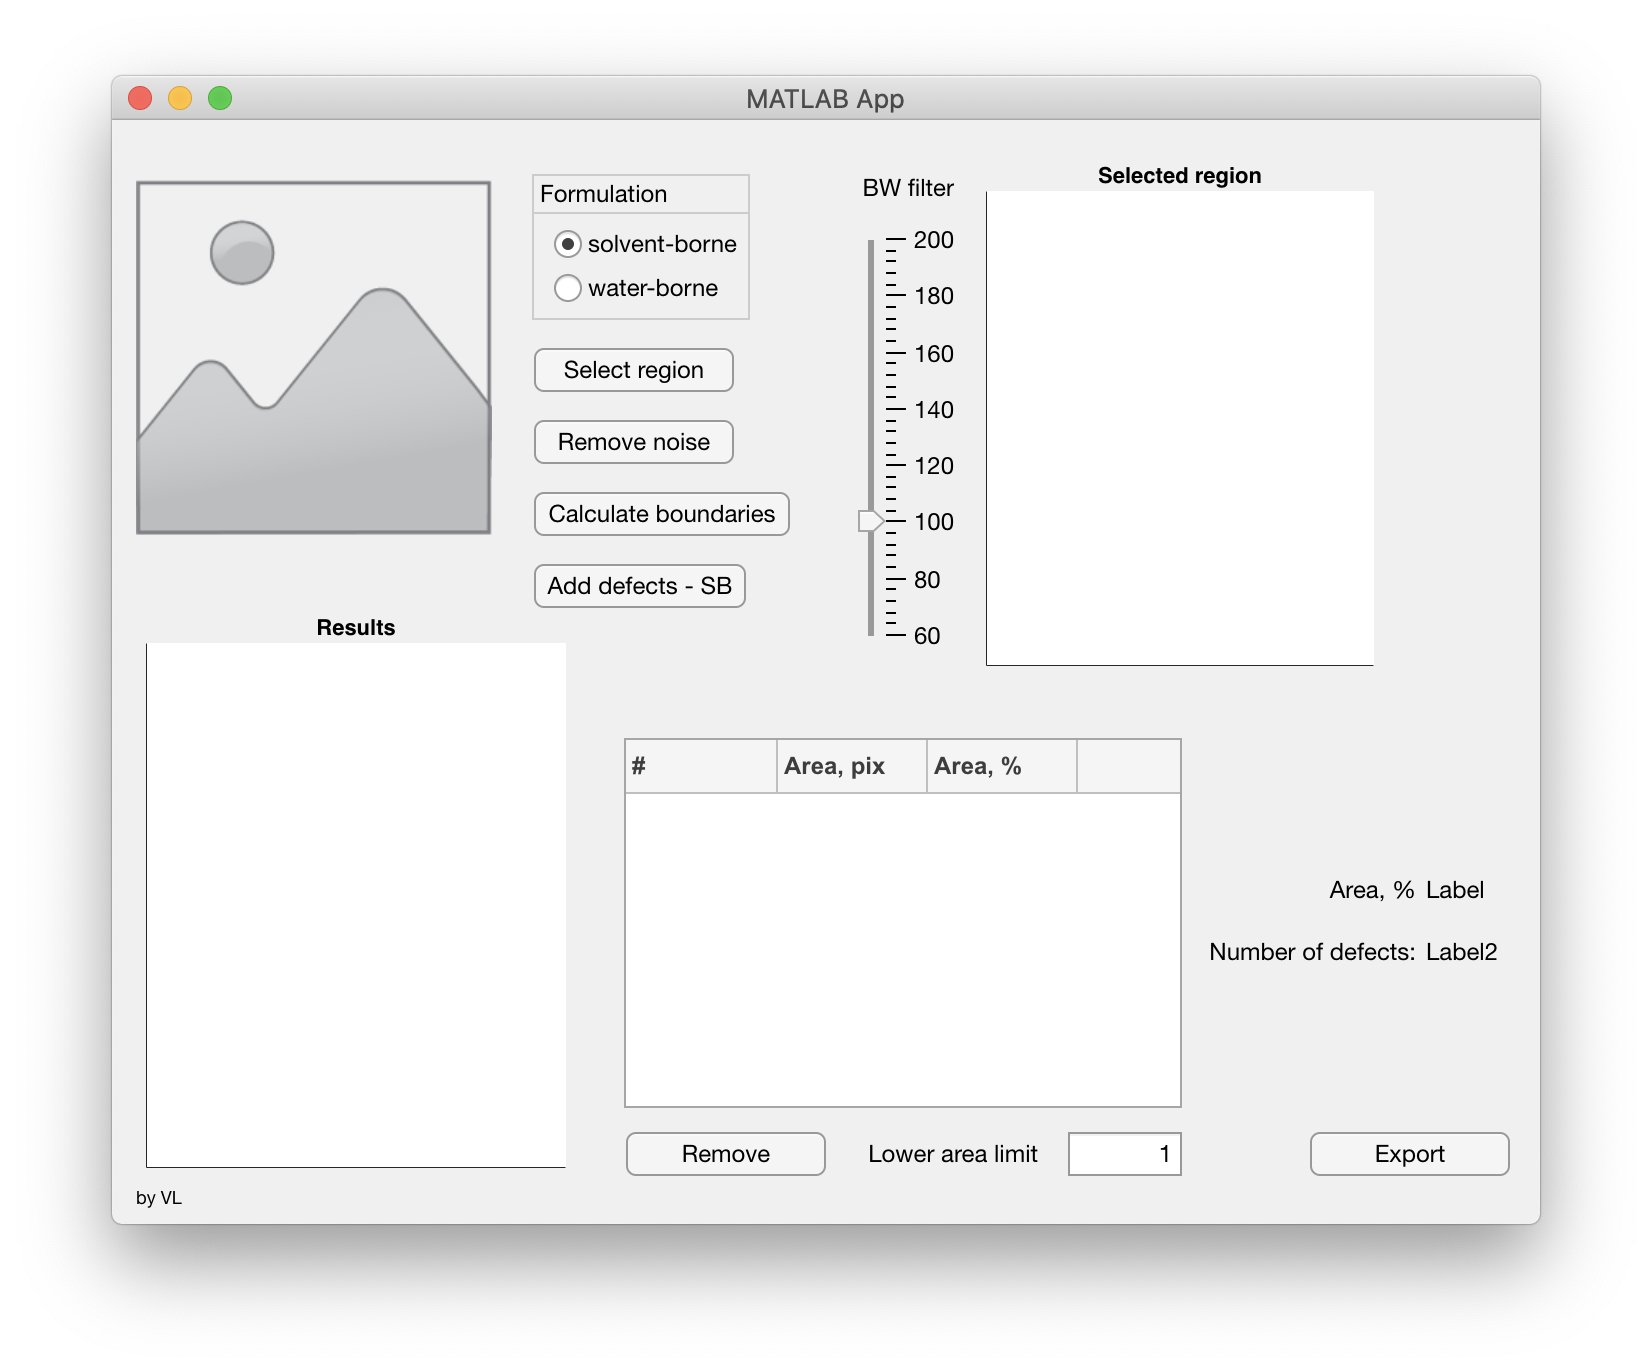 MATLAB App
Formulation
solvent-borne
water-borne
Select region
Remove noise
Calculate boundaries
Add defects - SB
BW filter
200
180
160
140
120
100
80
60
Selected region
Results
# Area, pix Area, %
Area, % Label
Number of defects: Label2
Remove
Lower area limit 1
Export
by VL